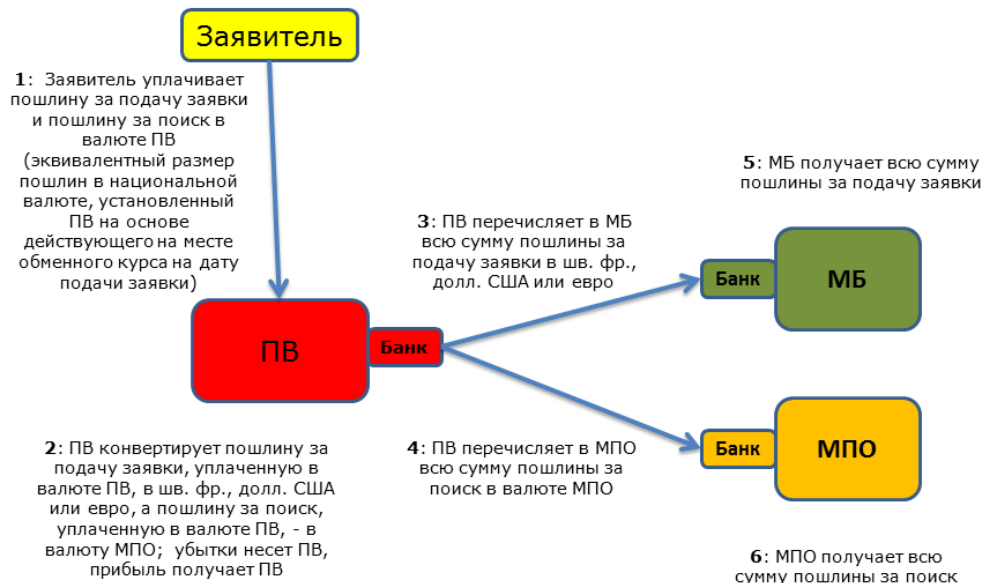 Заявитель
1: Заявитель уплачивает
пошлину за подачу заявки
и пошлину за поиск в
валюте ПВ
(эквивалентный размер
пошлин в национальной
валюте, установленный
ПВ на основе
действующего на месте
обменного курса на дату
подачи заявки)
ПВ
Банк
2: ПВ конвертирует пошлину за
подачу заявки, уплаченную в
валюте ПВ, в шв. фр., долл. США
или евро, а пошлину за поиск,
уплаченную в валюте ПВ, - в
валюту МПО; убытки несет ПВ,
прибыль получает ПВ
3: ПВ перечисляет в МБ
всю сумму пошлины за
подачу заявки в шв. фр.,
долл. США или евро
4: ПВ перечисляет в МПО
всю сумму пошлины за
поиск в валюте МПО
5: МБ получает всю сумму
пошлины за подачу заявки
Банк
МБ
Банк
МПО
6: МПО получает всю
сумму пошлины за поиск